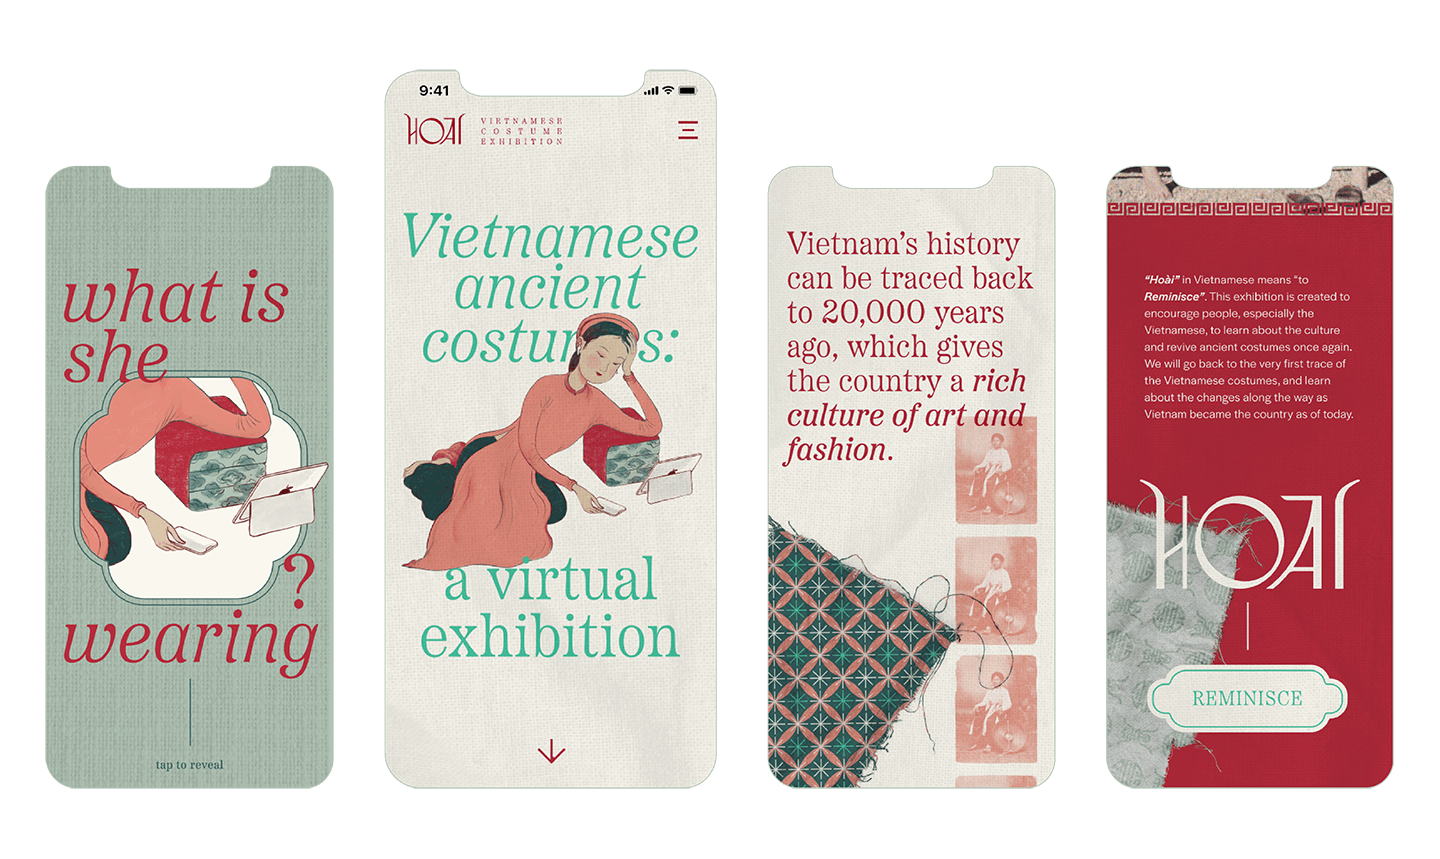 what is
she
?
wearing
tap to reveal
9:41
HOAI
VIETNAMESE
COSTUME
EXHIBITION
Vietnamese
ancient
costumes:
a virtual
exhibition
Vietnam’s history
can be traced back
to 20,000 years
ago, which gives
the country a rich
culture of art and
fashion.
“Hoài” in Vietnamese means “to
Reminisce”. This exhibition is created to
encourage people, especially the
Vietnamese, to learn about the culture
and revive ancient costumes once again.
We will go back to the very first trace of
the Vietnamese costumes, and learn
about the changes along the way as
Vietnam became the country as of today.
HOAI
REMINISCE